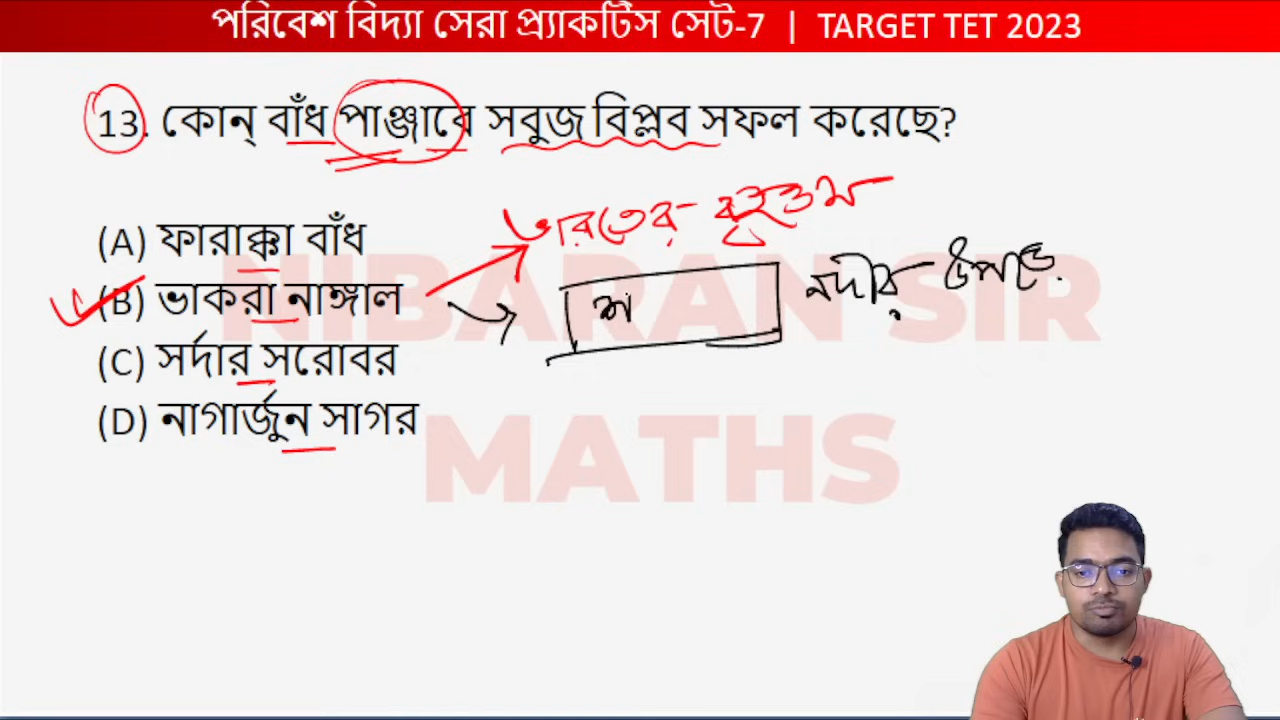 পরিবেশ বিদ্যা সেরা প্র্যাকটিস সেট-7 | TARGET TET 2023
13. কোন্ বাঁধ পাঞ্জাবে সবুজ বিপ্লব সফল করেছে?
(A) ফারাক্কা বাঁধ
ভারতের বৃহত্তম
(B) ভাকরা নাঙ্গাল
নদীর
(C) সর্দার সরোবর
(D) নাগার্জুন সাগর
NIBARAN SIR
MATHS